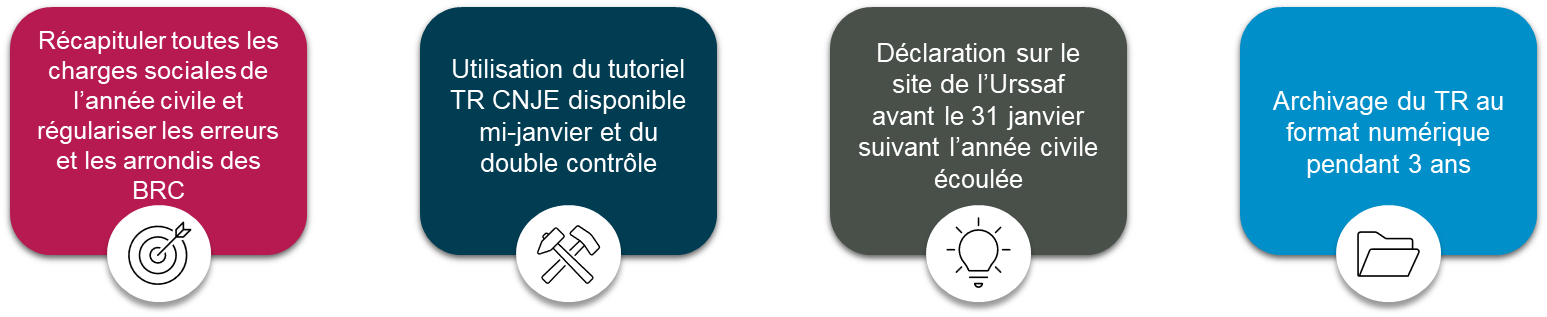 Récapituler toutes les
charges sociales de
l’année civile et
régulariser les erreurs
et les arrondis des
BRC
Utilisation du tutoriel
TR CNJE disponible
mi-janvier et du
double contrôle
Déclaration sur le
site de l’Urssaf
avant le 31 janvier
suivant l’année civile
écoulée
Archivage du TR au
format numérique
pendant 3 ans